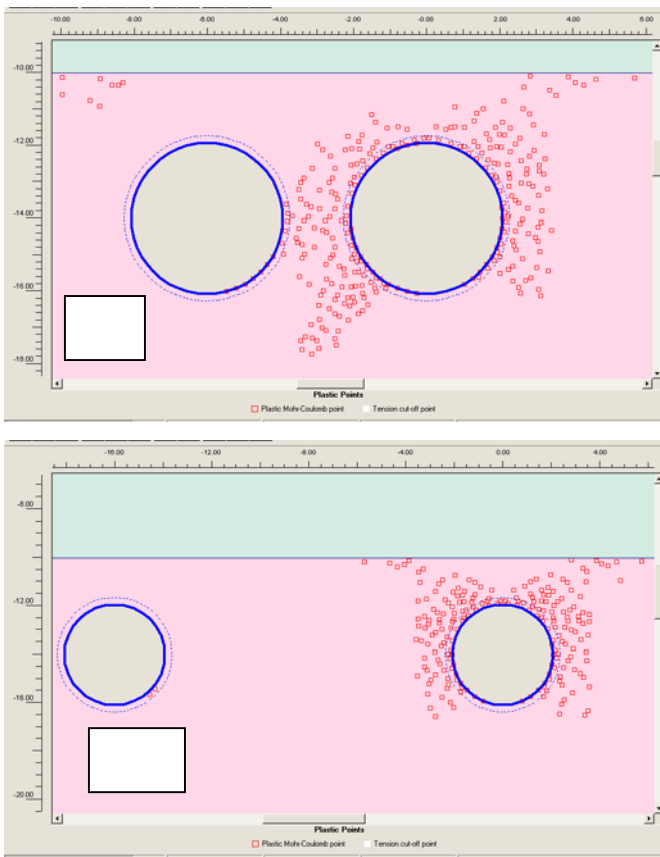 -10.00 -8.00 -6.00 -4.00 -2.00 -0.00 2.00 4.00 6.00
-10.00
-12.00
-14.00
-16.00
-18.00
Plastic Points
Plastic Mohr-Coulomb point Tension cut-off point
-16.00 -12.00 -8.00 -4.00 0.00 4.00
-8.00
-12.00
-16.00
-20.00
Plastic Points
Plastic Mohr-Coulomb point Tension cut-off point